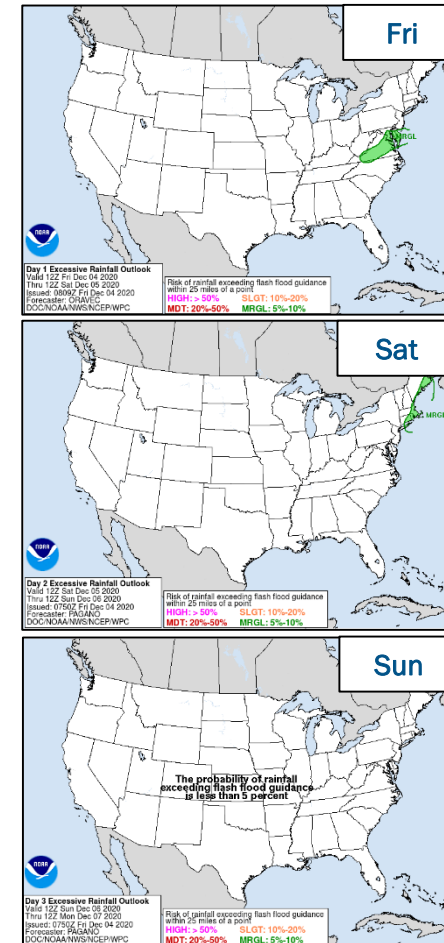 Fri
MRGL
NOAA
Day 1 Excessive Rainfall Outlook
Valid 12Z Fri Dec 04 2020
Thru 12Z Sat Dec 05 2020
Issued: 0809Z Fri Dec 04 2020
Forecaster: ORAVEC
DOC/NOAA/NWS/NCEP/WPC
Risk of rainfall exceeding flash flood guidance
within 25 miles of a point
HIGH: > 50% SLGT: 10%-20%
MDT: 20%-50% MRGL: 5%-10%
Sat
MRGL
NOAA
Day 2 Excessive Rainfall Outlook
Valid 12Z Sat Dec 05 2020
Thru 12Z Sun Dec 06 2020
Issued: 0750Z Fri Dec 04 2020
Forecaster: PAGANO
DOC/NOAA/NWS/NCEP/WPC
Risk of rainfall exceeding flash flood guidance
within 25 miles of a point
HIGH: > 50% SLGT: 10%-20%
MDT: 20%-50% MRGL: 5%-10%
Sun
The probability of rainfall
exceeding flash flood guidance
is less than 5 percent
NOAA
Day 3 Excessive Rainfall Outlook
Valid 12Z Sun Dec 06 2020
Thru 12Z Mon Dec 07 2020
Issued: 0750Z Fri Dec 04 2020
Forecaster: PAGANO
DOC/NOAA/NWS/NCEP/WPC
Risk of rainfall exceeding flash flood guidance
within 25 miles of a point
HIGH: > 50% SLGT: 10%-20%
MDT: 20%-50% MRGL: 5%-10%